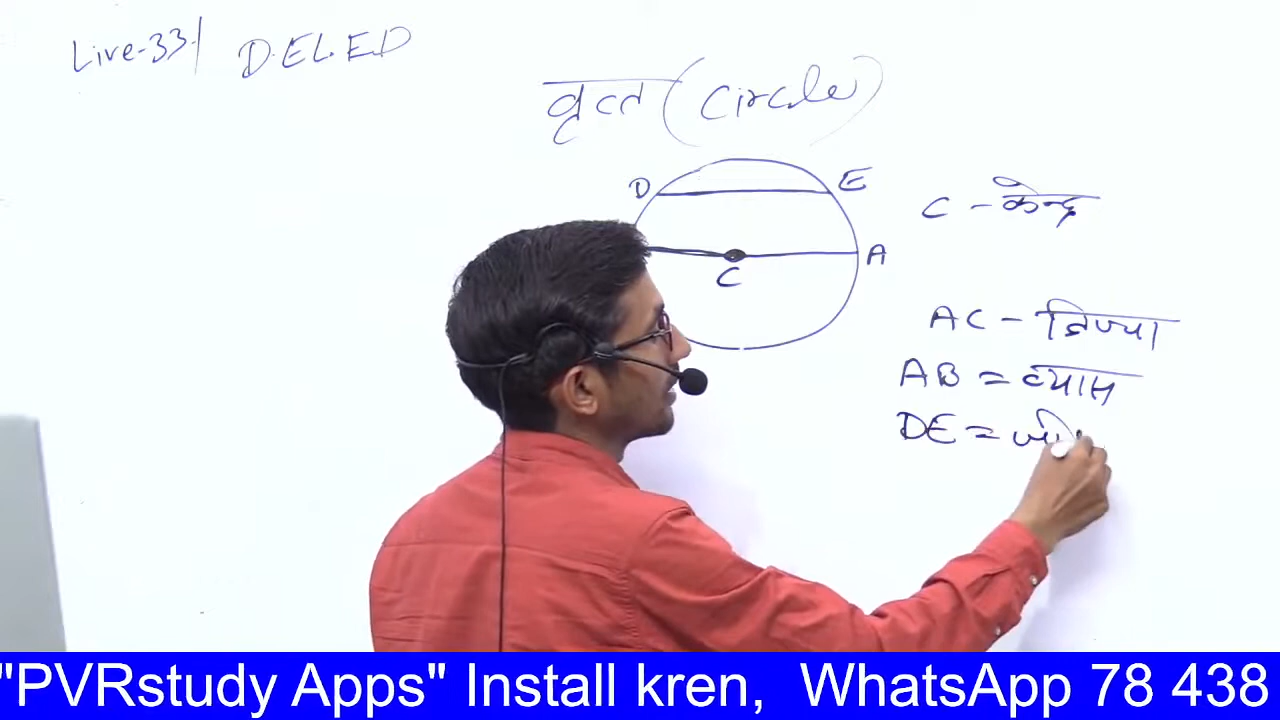 Live-33 | D.EL.ED
वृत्त (Circle)
D E
C - केन्द्र
A
C
AC - त्रिज्या
AB = व्यास
DE =
"PVRstudy Apps" Install kren, WhatsApp 78 438